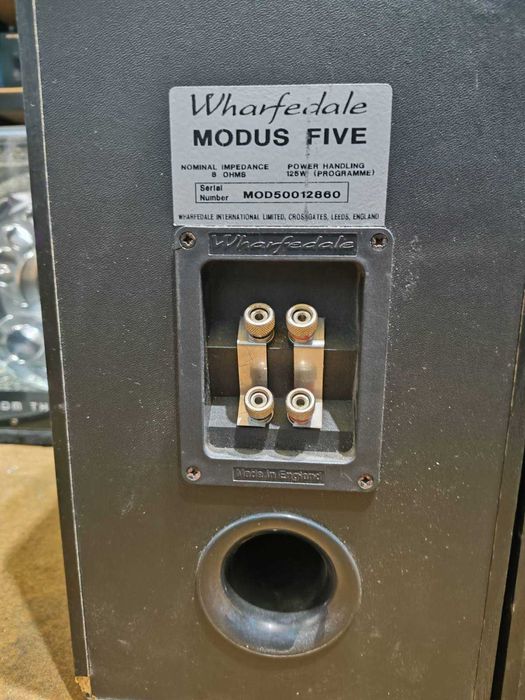 Wharfedale
MODUS FIVE
NOMINAL IMPEDANCE POWER HANDLING
8 OHMS 125W (PROGRAMME)
Serial
Number MOD50012860
WHARFEDALE INTERNATIONAL LIMITED, CROSSGATES, LEEDS, ENGLAND
Wharfedale
Made in England